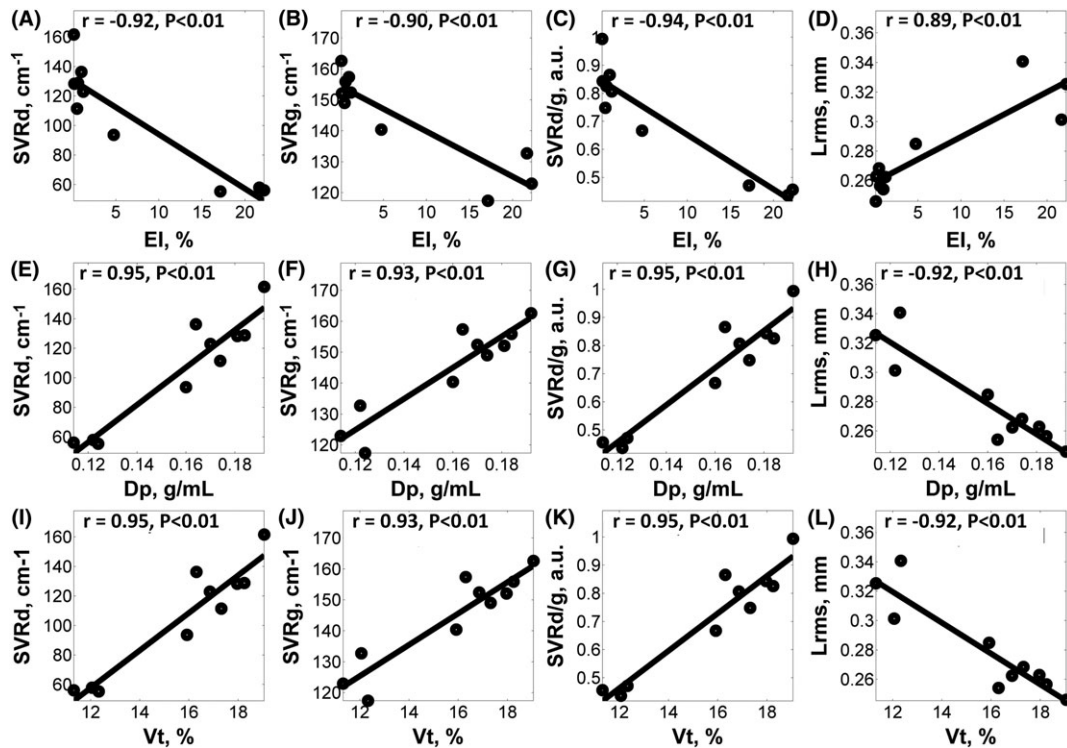 (A) r = -0.92, P<0.01
SVRd, cm-1
160
140
120
100
80
60
5 10 15 20
EI, %
(B) r = -0.90, P<0.01
SVRg, cm-1
170
160
150
140
130
120
5 10 15 20
EI, %
(C) r = -0.94, P<0.01
SVRd/g, a.u.
1
0.9
0.8
0.7
0.6
0.5
5 10 15 20
EI, %
(D) r = 0.89, P<0.01
Lrms, mm
0.36
0.34
0.32
0.3
0.28
0.26
5 10 15 20
EI, %
(E) r = 0.95, P<0.01
SVRd, cm-1
160
140
120
100
80
60
0.12 0.14 0.16 0.18
Dp, g/mL
(F) r = 0.93, P<0.01
SVRg, cm-1
170
160
150
140
130
120
0.12 0.14 0.16 0.18
Dp, g/mL
(G) r = 0.95, P<0.01
SVRd/g, a.u.
1
0.9
0.8
0.7
0.6
0.5
0.12 0.14 0.16 0.18
Dp, g/mL
(H) r = -0.92, P<0.01
Lrms, mm
0.36
0.34
0.32
0.3
0.28
0.26
0.12 0.14 0.16 0.18
Dp, g/mL
(I) r = 0.95, P<0.01
SVRd, cm-1
160
140
120
100
80
60
12 14 16 18
Vt, %
(J) r = 0.93, P<0.01
SVRg, cm-1
170
160
150
140
130
120
12 14 16 18
Vt, %
(K) r = 0.95, P<0.01
SVRd/g, a.u.
1
0.9
0.8
0.7
0.6
0.5
12 14 16 18
Vt, %
(L) r = -0.92, P<0.01
Lrms, mm
0.36
0.34
0.32
0.3
0.28
0.26
12 14 16 18
Vt, %